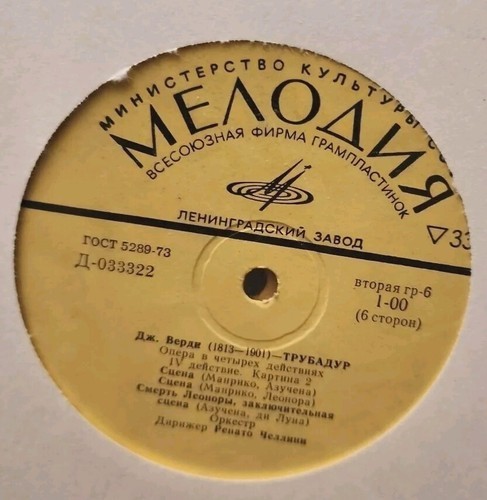 МИНИСТЕРСТВО КУЛЬТУРЫ
МЕЛОДИЯ
ВСЕСОЮЗНАЯ ФИРМА ГРАМПЛАСТИНОК
ЛЕНИНГРАДСКИЙ ЗАВОД
ГОСТ 5289-73
Д-033322
▽33
вторая гр-6
1-00
(6 сторон)
Дж. Верди (1813—1901)—ТРУБАДУР
Опера в четырех действиях
IV действие. Картина 2
Сцена (Манрико, Азучена)
Сцена (Манрико, Леонора)
Смерть Леоноры, заключительная
сцена (Азучена, ди Луна)
Оркестр
Дирижер Ренато Челлини